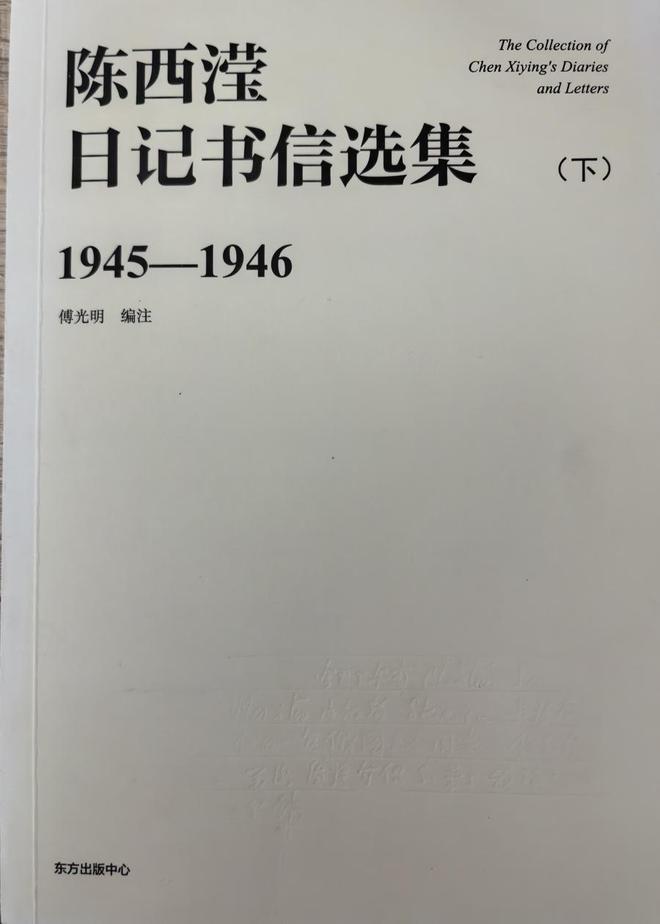 陈西滢
The Collection of
Chen Xiying's Diaries
and Letters
日记书信选集 （下）
1945—1946
傅光明 编注
东方出版中心